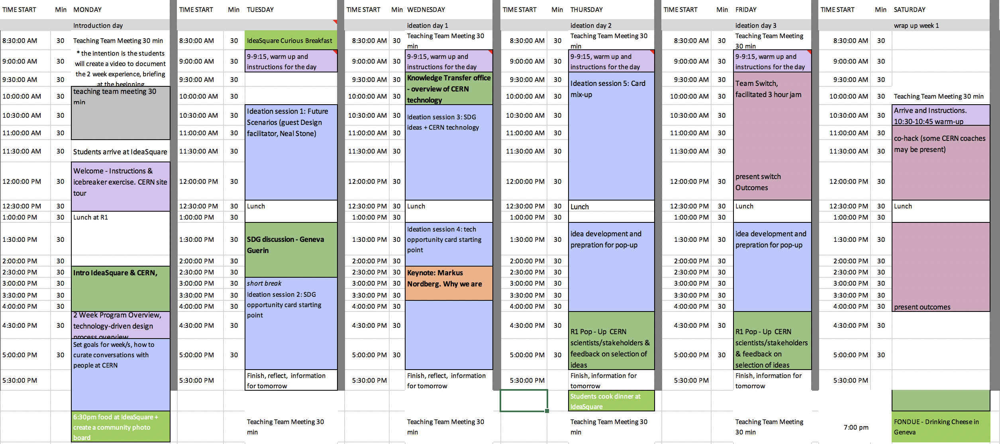 TIME START Min MONDAY TIME START Min TUESDAY TIME START Min WEDNESDAY TIME START Min THURSDAY TIME START Min FRIDAY TIME START Min SATURDAY
Introduction day ideation day 1 ideation day 2 ideation day 3 wrap up week 1
8:30:00 AM 30 Teaching Team Meeting 30 min
* the intention is the students
will create a video to document
the 2 week experience, briefing
at the beginning
9:00:00 AM 30
9:30:00 AM 30
10:00:00 AM 30 teaching team meeting 30
min
10:30:00 AM 30
11:00:00 AM 30
11:30:00 AM 30 Students arrive at IdeaSquare
12:00:00 PM 30 Welcome - Instructions &
icebreaker exercise. CERN site
tour
12:30:00 PM 30
1:00:00 PM 30 Lunch at R1
1:30:00 PM 30
2:00:00 PM 30
2:30:00 PM 30 Intro IdeaSquare & CERN,
3:00:00 PM 30
3:30:00 PM 30
4:00:00 PM 30
4:30:00 PM 30 2 Week Program Overview,
technology-driven design
process overview
5:00:00 PM 30 Set goals for week/s, how to
curate conversations with
people at CERN
5:30:00 PM
6:30pm food at IdeaSquare +
create a community photo
board
8:30:00 AM 30 IdeaSquare Curious Breakfast
9:00:00 AM 30 9-9:15, warm up and
instructions for the day
9:30:00 AM 30
10:00:00 AM 30
10:30:00 AM 30 Ideation session 1: Future
Scenarios (guest Design
facilitator, Neal Stone)
11:00:00 AM 30
11:30:00 AM 30
12:00:00 PM 30
12:30:00 PM 30 Lunch
1:00:00 PM 30
1:30:00 PM 30 SDG discussion - Geneva
Guerin
2:00:00 PM 30
2:30:00 PM 30
3:00:00 PM 30 short break
3:30:00 PM 30 Ideation session 2: SDG
opportunity card starting
point
4:00:00 PM 30
4:30:00 PM 30
5:00:00 PM 30
5:30:00 PM Finish, reflect, information
for tomorrow
Teaching Team Meeting 30
min
8:30:00 AM 30 Teaching Team Meeting 30
min
9:00:00 AM 30 9-9:15, warm up and
instructions for the day
9:30:00 AM 30 Knowledge Transfer office
- overview of CERN
technology
10:00:00 AM 30
10:30:00 AM 30 Ideation session 3: SDG
ideas + CERN technology
11:00:00 AM 30
11:30:00 AM 30
12:00:00 PM 30
12:30:00 PM 30 Lunch
1:00:00 PM 30
1:30:00 PM 30 Ideation session 4: tech
opportunity card starting
point
2:00:00 PM 30
2:30:00 PM 30 Keynote: Markus
Nordberg. Why we are
3:00:00 PM 30
3:30:00 PM 30
4:00:00 PM 30
4:30:00 PM 30
5:00:00 PM 30
5:30:00 PM Finish, reflect, information
for tomorrow
Teaching Team Meeting 30
min
8:30:00 AM 30 Teaching Team Meeting 30
min
9:00:00 AM 30 9-9:15, warm up and
instructions for the day
9:30:00 AM 30 Ideation session 5: Card
mix-up
10:00:00 AM 30
10:30:00 AM 30
11:00:00 AM 30
11:30:00 AM 30
12:00:00 PM 30
12:30:00 PM 30 Lunch
1:00:00 PM 30
1:30:00 PM 30 idea development and
prepration for pop-up
2:00:00 PM 30
2:30:00 PM 30
3:00:00 PM 30
3:30:00 PM 30
4:00:00 PM 30
4:30:00 PM 30 R1 Pop - Up CERN
scientists/stakeholders &
feedback on selection of
ideas
5:00:00 PM 30
5:30:00 PM Finish, information for
tomorrow
Students cook dinner at
IdeaSquare
Teaching Team Meeting 30
min
8:30:00 AM 30 Teaching Team Meeting
30 min
9:00:00 AM 30 9-9:15, warm up and
instructions for the day
9:30:00 AM 30 Team Switch,
facilitated 3 hour jam
10:00:00 AM 30
10:30:00 AM 30
11:00:00 AM 30
11:30:00 AM 30
12:00:00 PM 30 present switch
Outcomes
12:30:00 PM 30 Lunch
1:00:00 PM 30
1:30:00 PM 30 idea development and
prepration for pop-up
2:00:00 PM 30
2:30:00 PM 30
3:00:00 PM 30
3:30:00 PM 30
4:00:00 PM 30
4:30:00 PM 30 R1 Pop - Up CERN
scientists/stakeholders
& feedback on
selection of ideas
5:00:00 PM 30
5:30:00 PM Finish, information for
tomorrow
Teaching Team Meeting
30 min
8:30:00 AM 30
9:00:00 AM 30
9:30:00 AM 30
10:00:00 AM 30 Teaching Team Meeting 30 min
10:30:00 AM 30 Arrive and Instructions.
10:30-10:45 warm-up
11:00:00 AM 30 co-hack (some CERN coaches
may be present)
11:30:00 AM 30
12:00:00 PM 30
12:30:00 PM 30 Lunch
1:00:00 PM 30
1:30:00 PM 30
2:00:00 PM 30
2:30:00 PM 30
3:00:00 PM 30
3:30:00 PM 30
4:00:00 PM 30 present outcomes
4:30:00 PM 30
5:00:00 PM 30
5:30:00 PM
7:00 pm FONDUE - Drinking Cheese in
Geneva